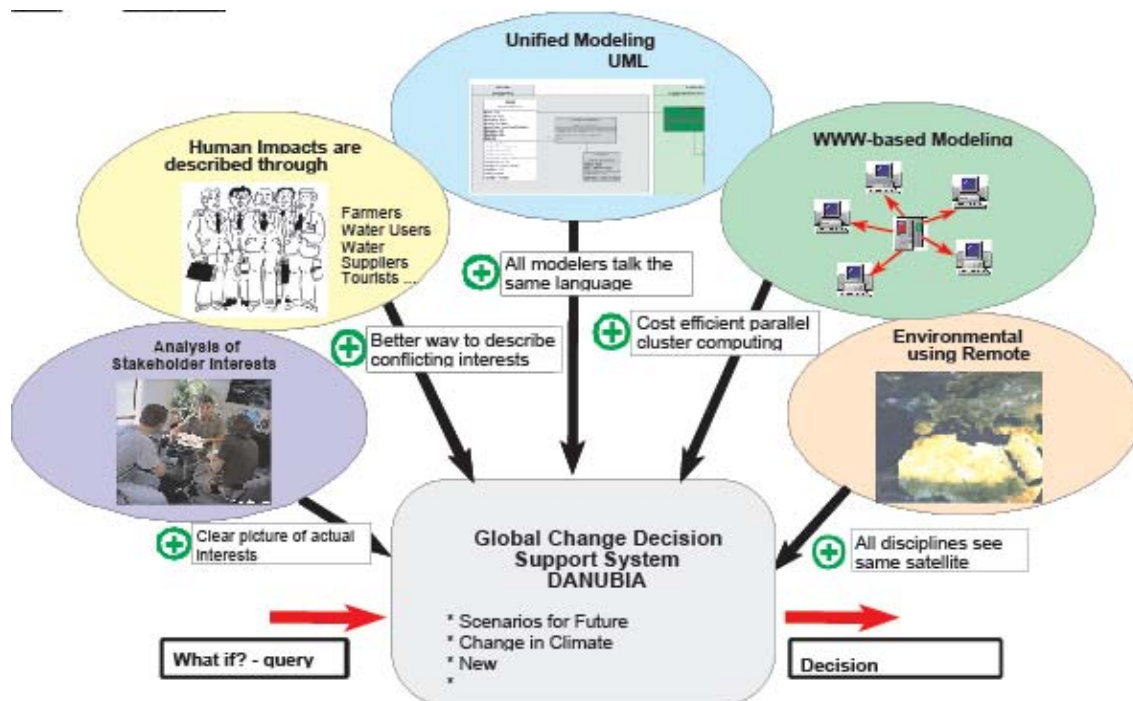 Unified Modeling
UML
Human Impacts are
described through
Farmers
Water Users
Water
Suppliers
Tourists ...
WWW-based Modeling
Analysis of
Stakeholder Interests
Environmental
using Remote
All modelers talk the
same language
Better way to describe
conflicting interests
Cost efficient parallel
cluster computing
Clear picture of actual
Interests
All disciplines see
same satellite
Global Change Decision
Support System
DANUBIA
* Scenarios for Future
* Change in Climate
* New
*
What if? - query
Decision